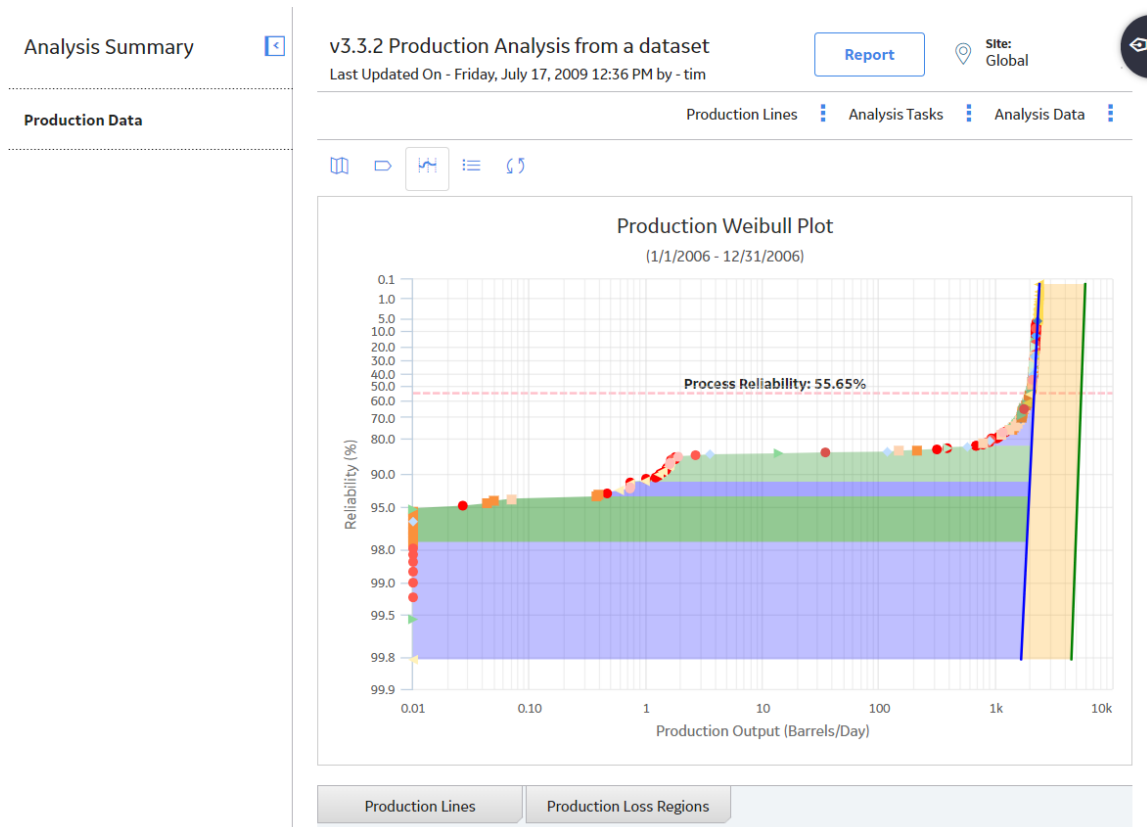 Analysis Summary
Production Data
v3.3.2 Production Analysis from a dataset
Last Updated On - Friday, July 17, 2009 12:36 PM by - tim
Report
Site:
Global
Production Lines
Analysis Tasks
Analysis Data
Production Weibull Plot
(1/1/2006 - 12/31/2006)
Reliability (%)
0.1
1.0
5.0
10.0
20.0
30.0
40.0
50.0
60.0
70.0
80.0
90.0
95.0
98.0
99.0
99.5
99.8
99.9
Process Reliability: 55.65%
0.01 0.10 1 10 100 1k 10k
Production Output (Barrels/Day)
Production Lines
Production Loss Regions